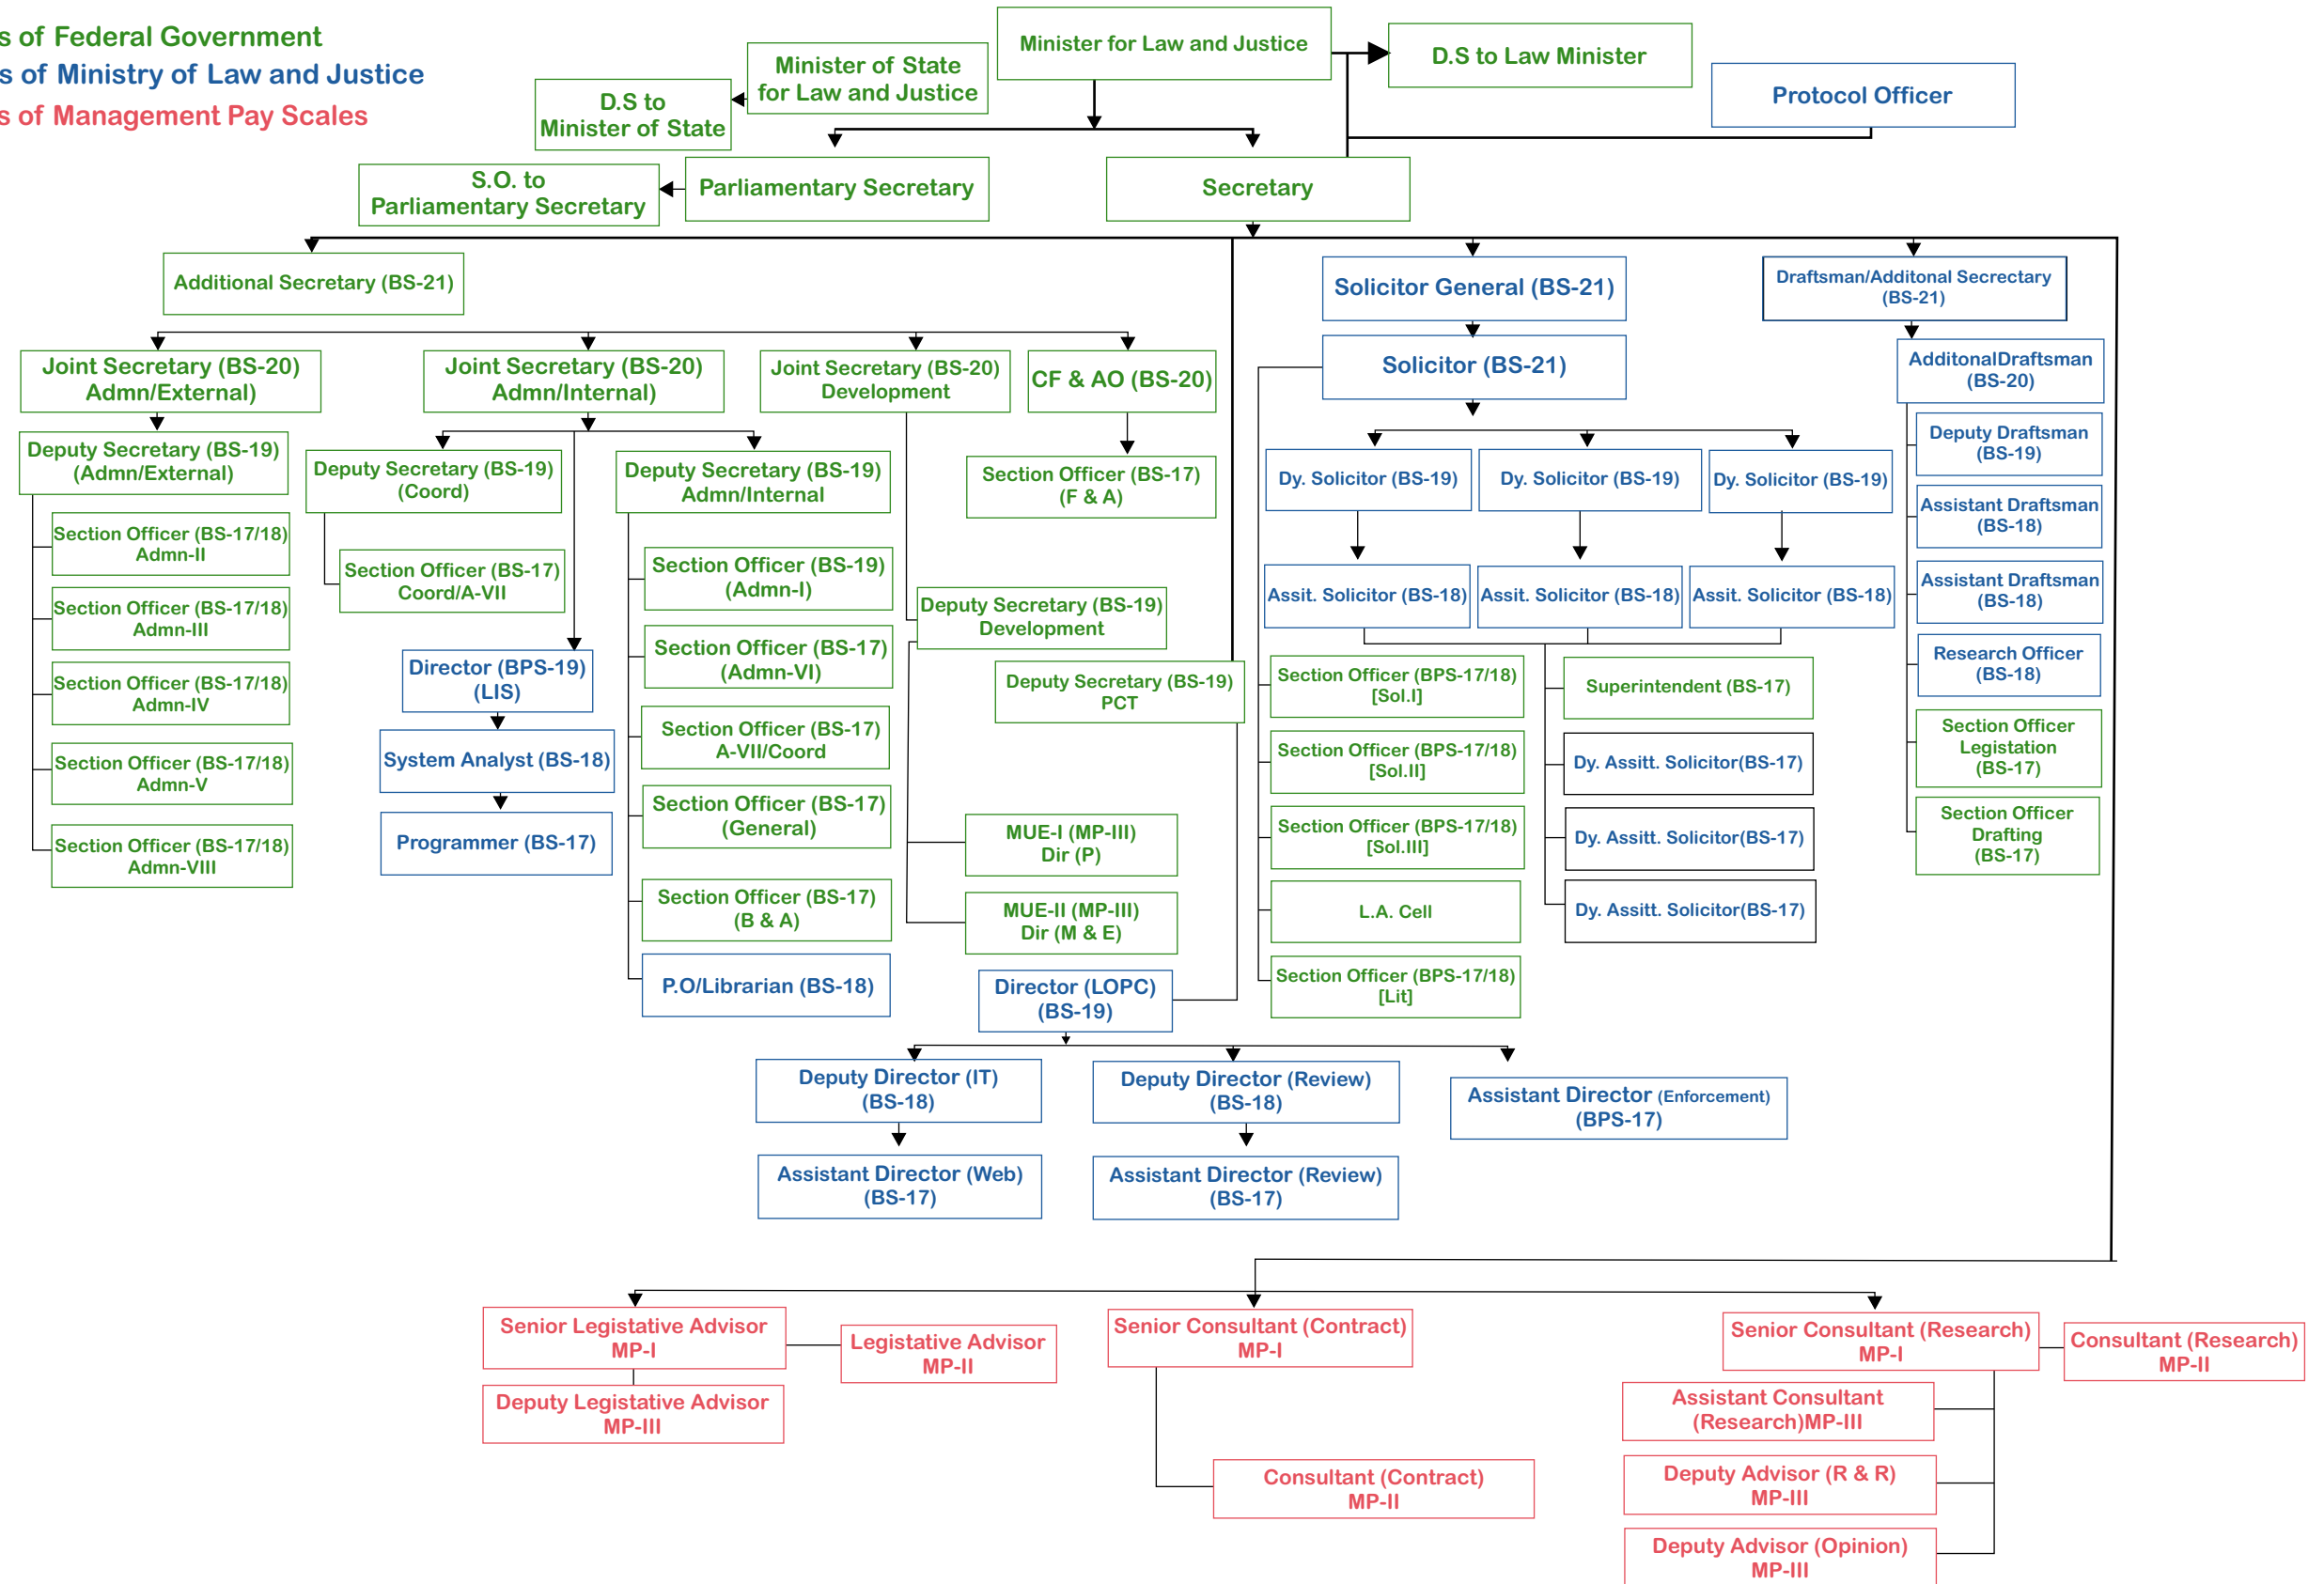 s of Federal Government
s of Ministry of Law and Justice
s of Management Pay Scales
Minister for Law and Justice
D.S to Law Minister
Protocol Officer
Minister of State
for Law and Justice
D.S to
Minister of State
S.O. to
Parliamentary Secretary
Parliamentary Secretary
Secretary
Additional Secretary (BS-21)
Solicitor General (BS-21)
Draftsman/Additonal Secrectary
(BS-21)
Joint Secretary (BS-20)
Admn/External)
Joint Secretary (BS-20)
Admn/Internal)
Joint Secretary (BS-20)
Development
CF & AO (BS-20)
Solicitor (BS-21)
AdditonalDraftsman
(BS-20)
Deputy Secretary (BS-19)
(Admn/External)
Deputy Secretary (BS-19)
(Coord)
Deputy Secretary (BS-19)
Admn/Internal
Section Officer (BS-17)
(F & A)
Dy. Solicitor (BS-19)
Dy. Solicitor (BS-19)
Dy. Solicitor (BS-19)
Deputy Draftsman
(BS-19)
Assistant Draftsman
(BS-18)
Assistant Draftsman
(BS-18)
Research Officer
(BS-18)
Section Officer
Legistation
(BS-17)
Section Officer
Drafting
(BS-17)
Section Officer (BS-17/18)
Admn-II
Section Officer (BS-17/18)
Admn-III
Section Officer (BS-17/18)
Admn-IV
Section Officer (BS-17/18)
Admn-V
Section Officer (BS-17/18)
Admn-VIII
Section Officer (BS-17)
Coord/A-VII
Director (BPS-19)
(LIS)
System Analyst (BS-18)
Programmer (BS-17)
Section Officer (BS-19)
(Admn-I)
Section Officer (BS-17)
(Admn-VI)
Section Officer (BS-17)
A-VII/Coord
Section Officer (BS-17)
(General)
Section Officer (BS-17)
(B & A)
P.O/Librarian (BS-18)
Deputy Secretary (BS-19)
Development
Deputy Secretary (BS-19)
PCT
MUE-I (MP-III)
Dir (P)
MUE-II (MP-III)
Dir (M & E)
Assit. Solicitor (BS-18)
Assit. Solicitor (BS-18)
Assit. Solicitor (BS-18)
Section Officer (BPS-17/18)
[Sol.I]
Section Officer (BPS-17/18)
[Sol.II]
Section Officer (BPS-17/18)
[Sol.III]
L.A. Cell
Section Officer (BPS-17/18)
[Lit]
Superintendent (BS-17)
Dy. Assitt. Solicitor(BS-17)
Dy. Assitt. Solicitor(BS-17)
Dy. Assitt. Solicitor(BS-17)
Director (LOPC)
(BS-19)
Deputy Director (IT)
(BS-18)
Deputy Director (Review)
(BS-18)
Assistant Director (Enforcement)
(BPS-17)
Assistant Director (Web)
(BS-17)
Assistant Director (Review)
(BS-17)
Senior Legistative Advisor
MP-I
Legistative Advisor
MP-II
Deputy Legistative Advisor
MP-III
Senior Consultant (Contract)
MP-I
Consultant (Contract)
MP-II
Senior Consultant (Research)
MP-I
Consultant (Research)
MP-II
Assistant Consultant
(Research)MP-III
Deputy Advisor (R & R)
MP-III
Deputy Advisor (Opinion)
MP-III